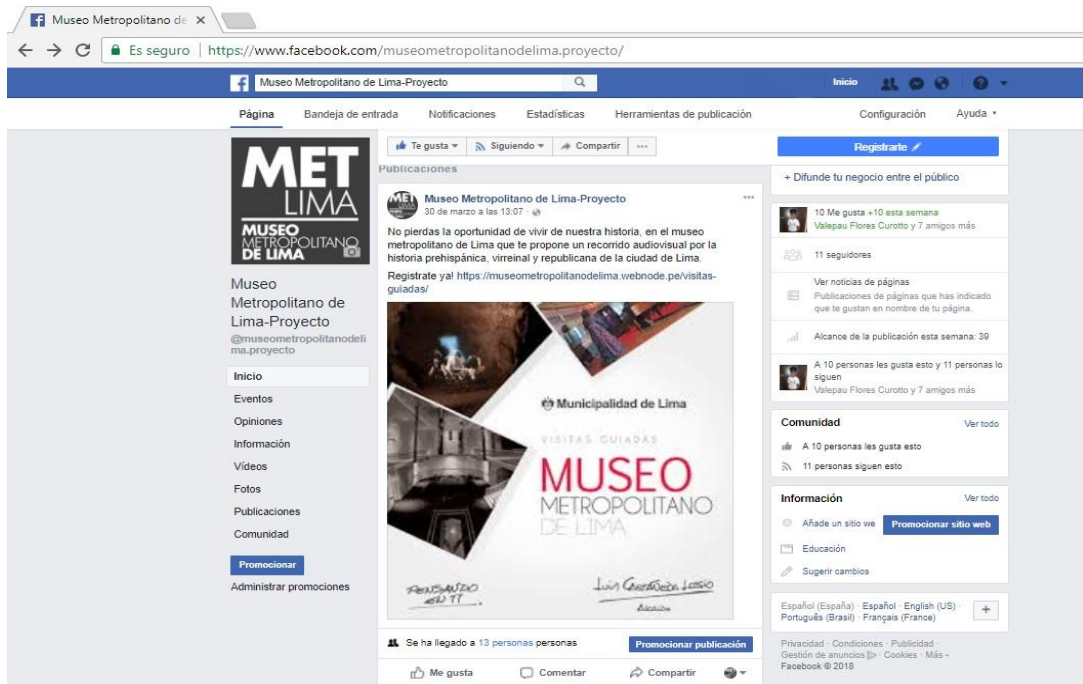 Museo Metropolitano de
Es seguro | https://www.facebook.com/museometropolitanodelima.proyecto/
Museo Metropolitano de Lima-Proyecto
Inicio
Página Bandeja de entrada Notificaciones Estadísticas Herramientas de publicación Configuración Ayuda
MET
LIMA
MUSEO
METROPOLITANO
DE LIMA
Museo
Metropolitano de
Lima-Proyecto
@museometropolitanodeli
ma.proyecto
Inicio
Eventos
Opiniones
Información
Vídeos
Fotos
Publicaciones
Comunidad
Promocionar
Administrar promociones
Te gusta Siguiendo Compartir ...
Publicaciones
MET
LIMA
Museo Metropolitano de Lima-Proyecto
30 de marzo a las 13:07 ·
No pierdas la oportunidad de vivir de nuestra historia, en el museo
metropolitano de Lima que te propone un recorrido audiovisual por la
historia prehispánica, virreinal y republicana de la ciudad de Lima.
Registrate ya! https://museometropolitanodelima.webnode.pe/visitas-
guiadas/
Municipalidad de Lima
VISITAS GUIADAS
MUSEO
METROPOLITANO
DE LIMA
PENSANDO
EN TI
Luis Castañeda Lossio
Alcalde
Se ha llegado a 13 personas personas
Promocionar publicación
Me gusta Comentar Compartir
Registrarte
+ Difunde tu negocio entre el público
10 Me gusta +10 esta semana
Valepau Flores Curotto y 7 amigos más
11 seguidores
Ver noticias de páginas
Publicaciones de páginas que has indicado
que te gustan en nombre de tu página.
Alcance de la publicación esta semana: 39
A 10 personas les gusta esto y 11 personas lo
siguen
Valepau Flores Curotto y 7 amigos más
Comunidad Ver todo
A 10 personas les gusta esto
11 personas siguen esto
Información Ver todo
Añade un sitio we Promocionar sitio web
Educación
Sugerir cambios
Español (España) · Español · English (US) ·
Português (Brasil) · Français (France)
+
Privacidad · Condiciones · Publicidad ·
Gestión de anuncios · Cookies · Más
Facebook © 2018